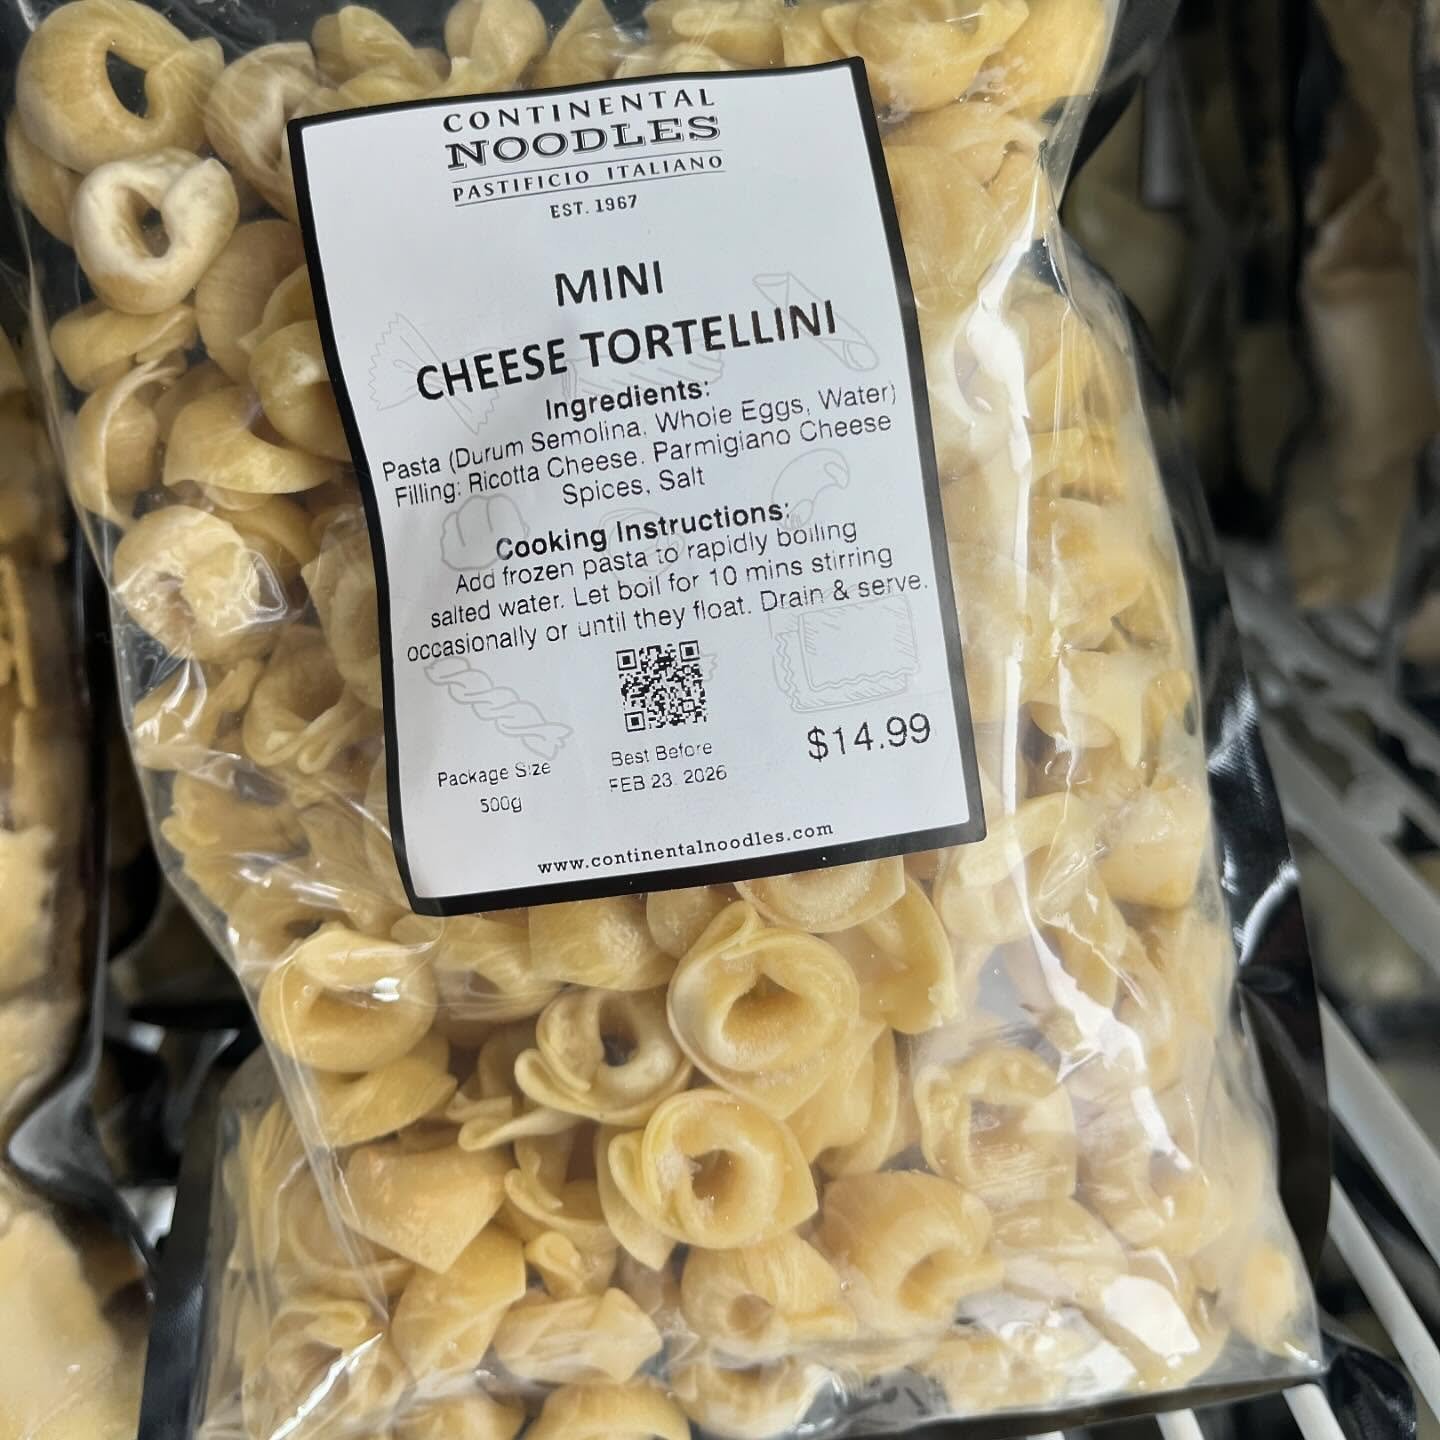 CONTINENTAL
NOODLES
PASTIFICIO ITALIANO
EST. 1967
MINI
CHEESE TORTELLINI
Ingredients:
Pasta (Durum Semolina, Whole Eggs, Water)
Filling: Ricotta Cheese, Parmigiano Cheese
Spices, Salt
Cooking Instructions:
Add frozen pasta to rapidly boiling
salted water. Let boil for 10 mins stirring
occasionally or until they float. Drain & serve.
Package Size
500g
Best Before
FEB 23. 2026
$14.99
www.continentalnoodles.com